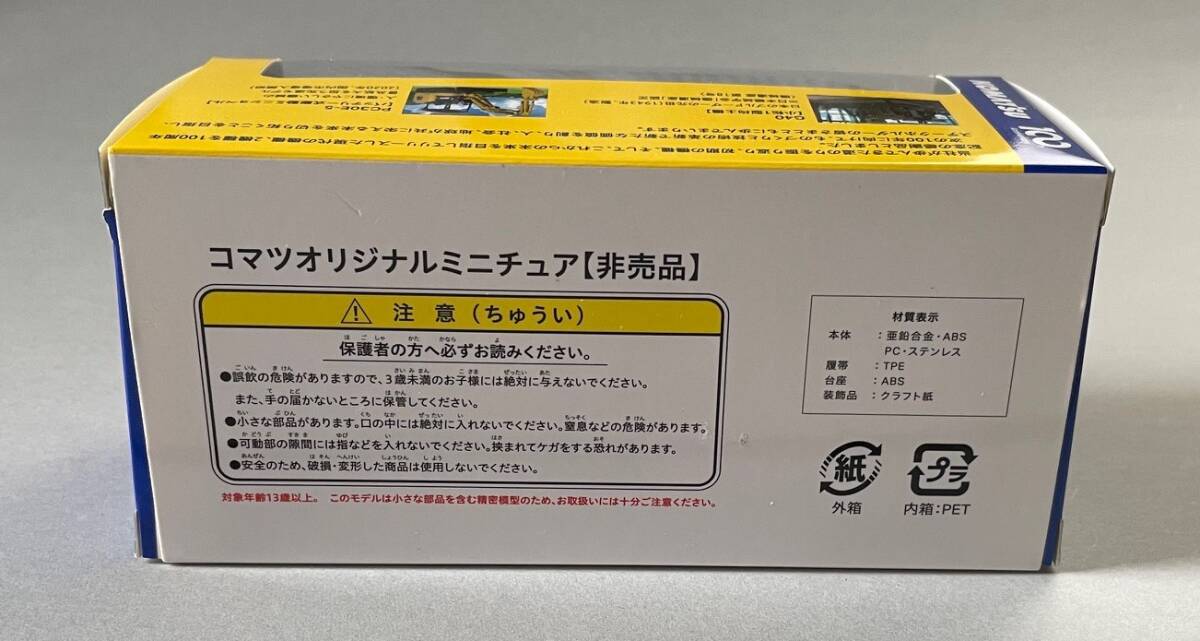 KOMATSU
G40
[小松1型均土機]
PC30E-5
コマツオリジナルミニチュア【非売品】
注 意（ちゅうい）
保護者の方へ必ずお読みください。
●誤飲の危険がありますので、3歳未満のお子様には絶対に与えないでください。
また、手の届かないところに保管してください。
●小さな部品があります。口の中には絶対に入れないでください。窒息などの危険があります。
●可動部の隙間には指などを入れないでください。挟まれてケガをする恐れがあります。
●安全のため、破損・変形した商品は使用しないでください。
対象年齢13歳以上。 このモデルは小さな部品を含む精密模型のため、お取扱いには十分ご注意ください。
材質表示
本体 ：亜鉛合金・ABS
PC・ステンレス
履帯 ：TPE
台座 ：ABS
装飾品 ：クラフト紙
紙
外箱
プラ
内箱：PET